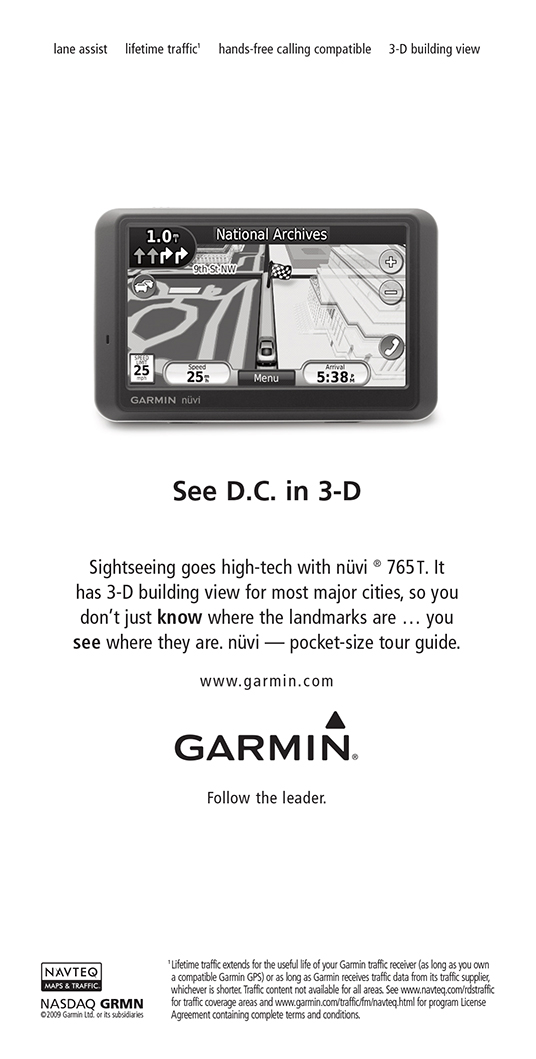 lane assist lifetime traffic¹ hands-free calling compatible 3-D building view
1.0
National Archives
9th St NW
SPEED
LIMIT
25
mph
Speed
25
Menu
Arrival
5:38 PM
GARMIN nüvi
See D.C. in 3-D
Sightseeing goes high-tech with nüvi ® 765T. It
has 3-D building view for most major cities, so you
don't just know where the landmarks are … you
see where they are. nüvi — pocket-size tour guide.
www.garmin.com
GARMIN®
Follow the leader.
NAVTEQ
MAPS & TRAFFIC.
NASDAQ GRMN
©2009 Garmin Ltd. or its subsidiaries
¹ Lifetime traffic extends for the useful life of your Garmin traffic receiver (as long as you own
a compatible Garmin GPS) or as long as Garmin receives traffic data from its traffic supplier,
whichever is shorter. Traffic content not available for all areas. See www.navteq.com/rdstraffic
for traffic coverage areas and www.garmin.com/traffic/fm/navteq.html for program License
Agreement containing complete terms and conditions.